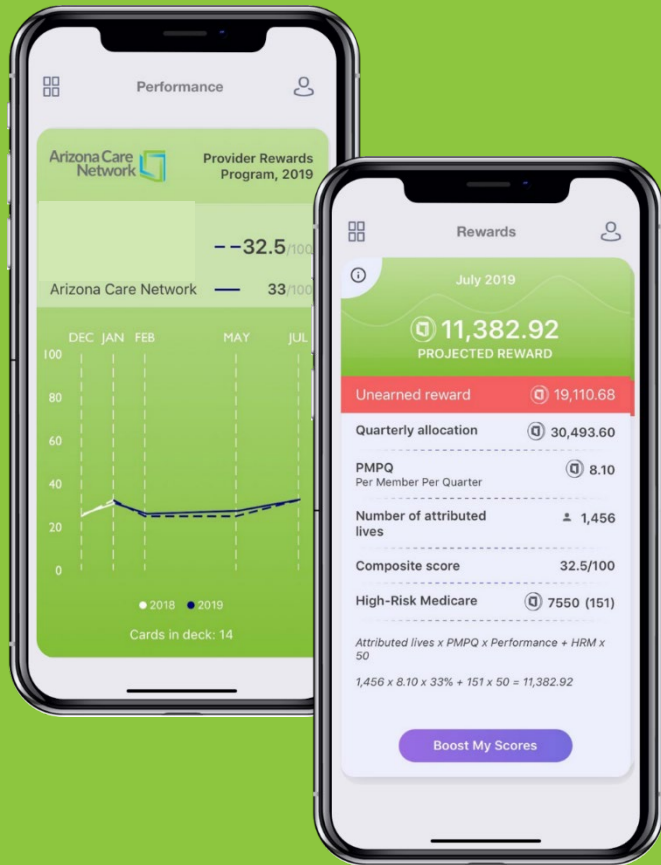 Performance
Arizona Care
Network
Provider Rewards
Program, 2019
32.5/100
Arizona Care Network 33/100
DEC JAN FEB MAY JUL
100
80
60
40
20
0
2018 2019
Cards in deck: 14
Rewards
July 2019
11,382.92
PROJECTED REWARD
Unearned reward 19,110.68
Quarterly allocation 30,493.60
PMPQ 8.10
Per Member Per Quarter
Number of attributed 1,456
lives
Composite score 32.5/100
High-Risk Medicare 7550 (151)
Attributed lives x PMPQ x Performance + HRM x
50
1,456 x 8.10 x 33% + 151 x 50 = 11,382.92
Boost My Scores